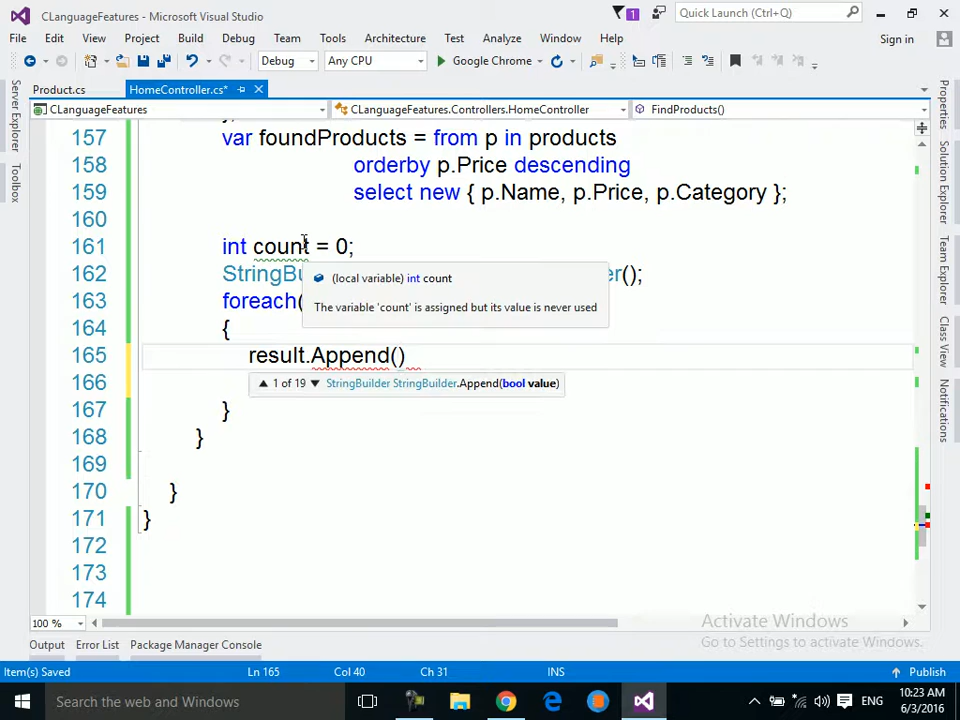 CLanguageFeatures - Microsoft Visual Studio
1
Quick Launch (Ctrl+Q)
File Edit View Project Build Debug Team Tools Architecture Test Analyze Window Help
Sign in
Debug
Any CPU
Google Chrome
Product.cs
HomeController.cs*
CLanguageFeatures
CLanguageFeatures.Controllers.HomeController
FindProducts()
Server Explorer
Toolbox
Properties
Solution Explorer
Team Explorer
Class View
Notifications
157 var foundProducts = from p in products
158 orderby p.Price descending
159 select new { p.Name, p.Price, p.Category };
160
161 int count = 0;
162 StringBu r();
(local variable) int count
The variable 'count' is assigned but its value is never used
163 foreach(
164 {
165 result.Append()
1 of 19 StringBuilder StringBuilder.Append(bool value)
166
167 }
168 }
169
170 }
171 }
172
173
174
100 %
Activate Windows
Go to Settings to activate Windows.
Output Error List Package Manager Console
Item(s) Saved Ln 165 Col 40 Ch 31 INS Publish
Search the web and Windows
ENG
10:23 AM
6/3/2016